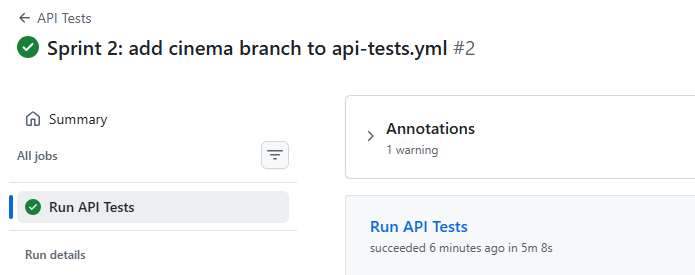 API Tests
Sprint 2: add cinema branch to api-tests.yml #2
Summary
All jobs
Run API Tests
Run details
Annotations
1 warning
Run API Tests
succeeded 6 minutes ago in 5m 8s